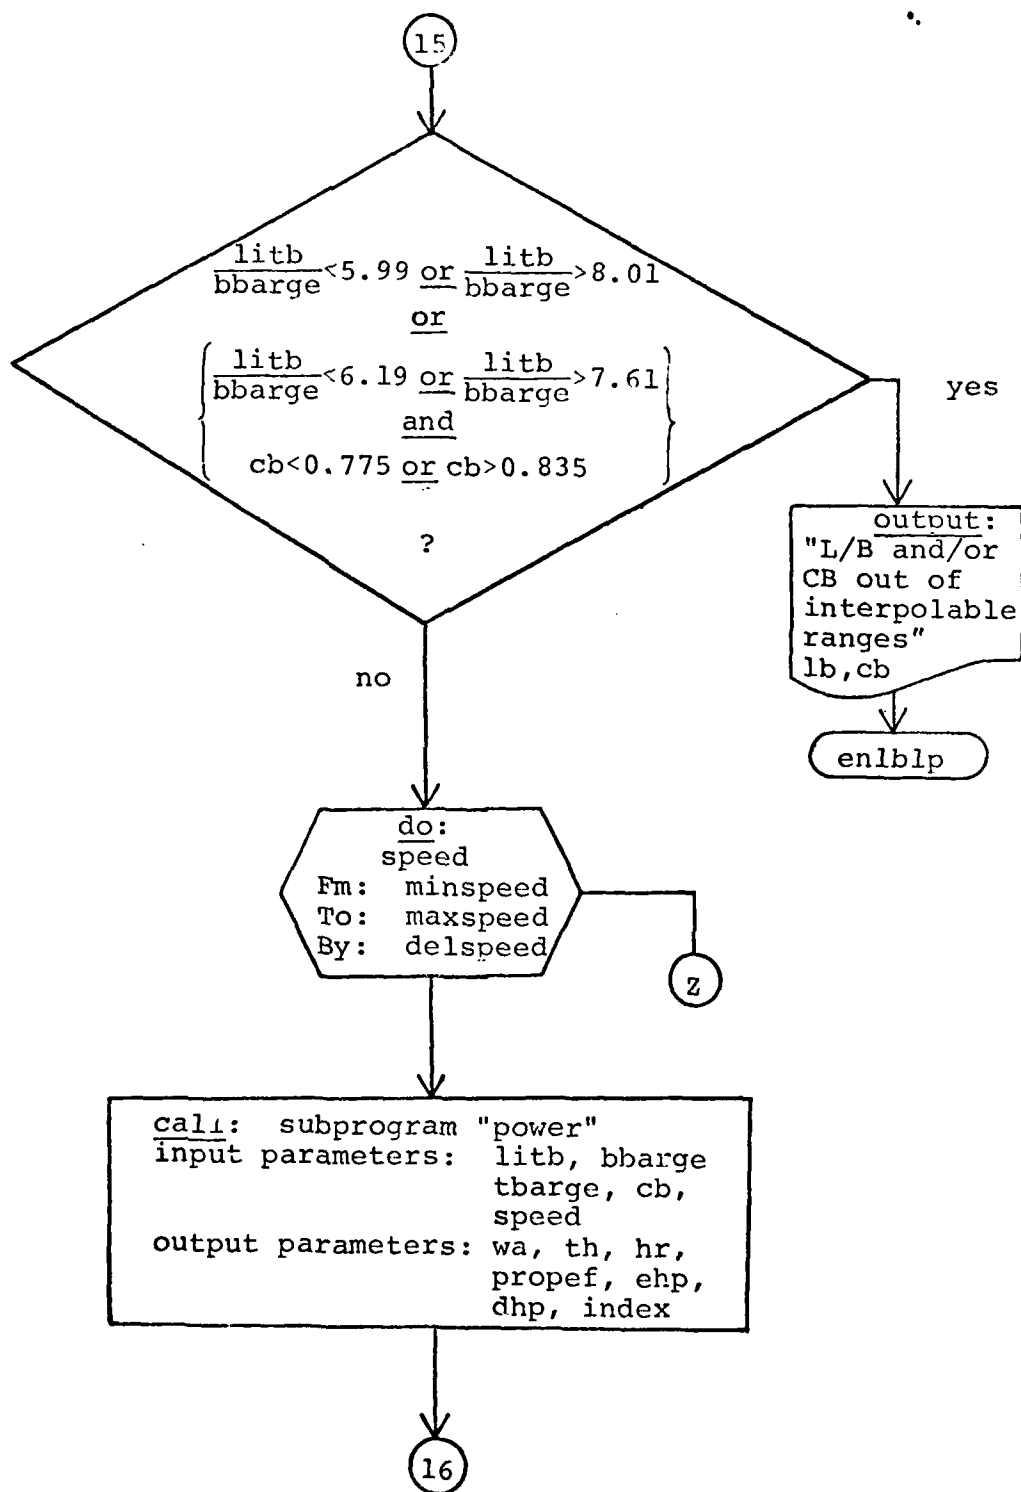 15
litb/bbarge<5.99 or litb/bbarge>8.01
or
{litb/bbarge<6.19 or litb/bbarge>7.61
and
cb<0.775 or cb>0.835}
?
yes
output:
"L/B and/or
CB out of
interpolable
ranges"
lb,cb
enlblp
no
do:
speed
Fm: minspeed
To: maxspeed
By: delspeed
Z
call: subprogram "power"
input parameters: litb, bbarge
tbarge, cb,
speed
output parameters: wa, th, hr,
propef, ehp,
dhp, index
16